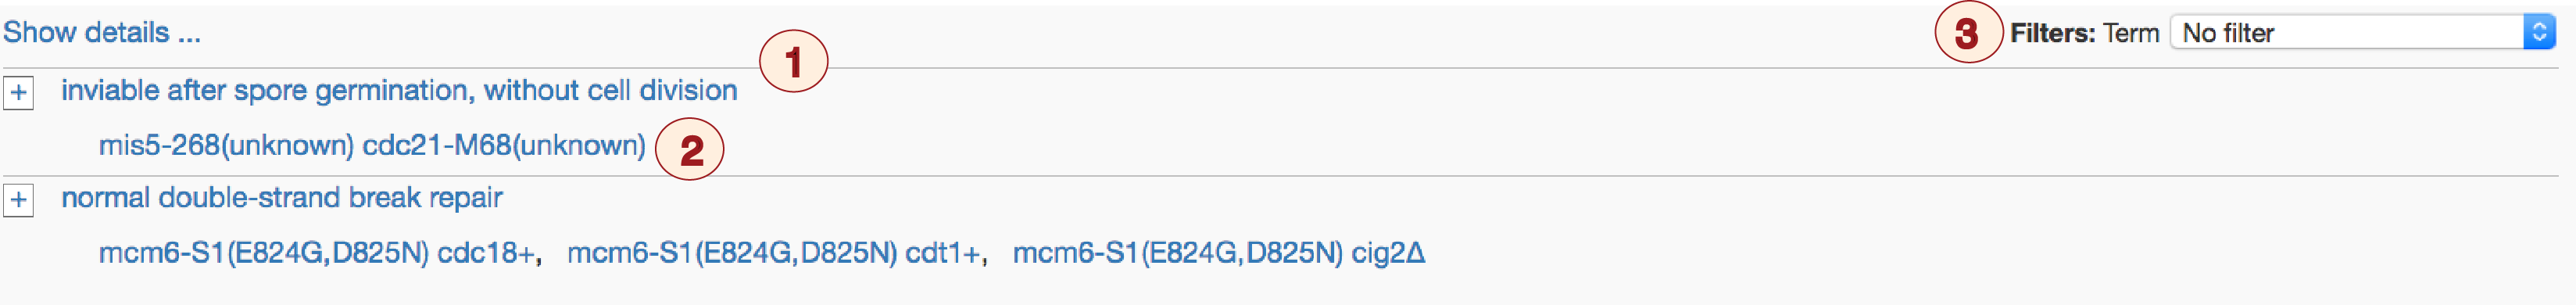 Show details ...
3 Filters: Term No filter
1
+ inviable after spore germination, without cell division
mis5-268(unknown) cdc21-M68(unknown) 2
+ normal double-strand break repair
mcm6-S1(E824G,D825N) cdc18+, mcm6-S1(E824G,D825N) cdt1+, mcm6-S1(E824G,D825N) cig2Δ